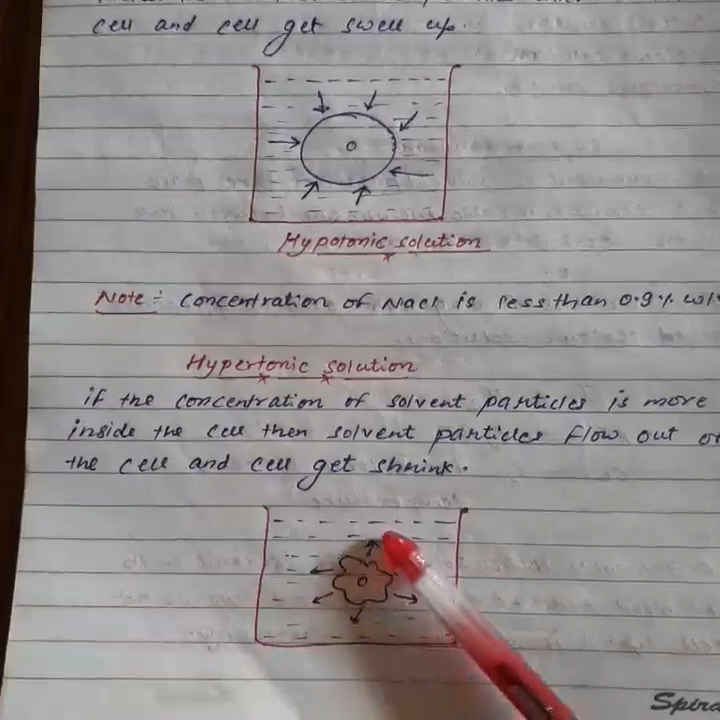 cell and cell get swell up.
Hypotonic solution
Note :- Concentration of NaCl is less than 0.9% w/
Hypertonic solution
if the concentration of solvent particles is more
inside the cell then solvent particles flow out of
the cell and cell get shrink.
Spira